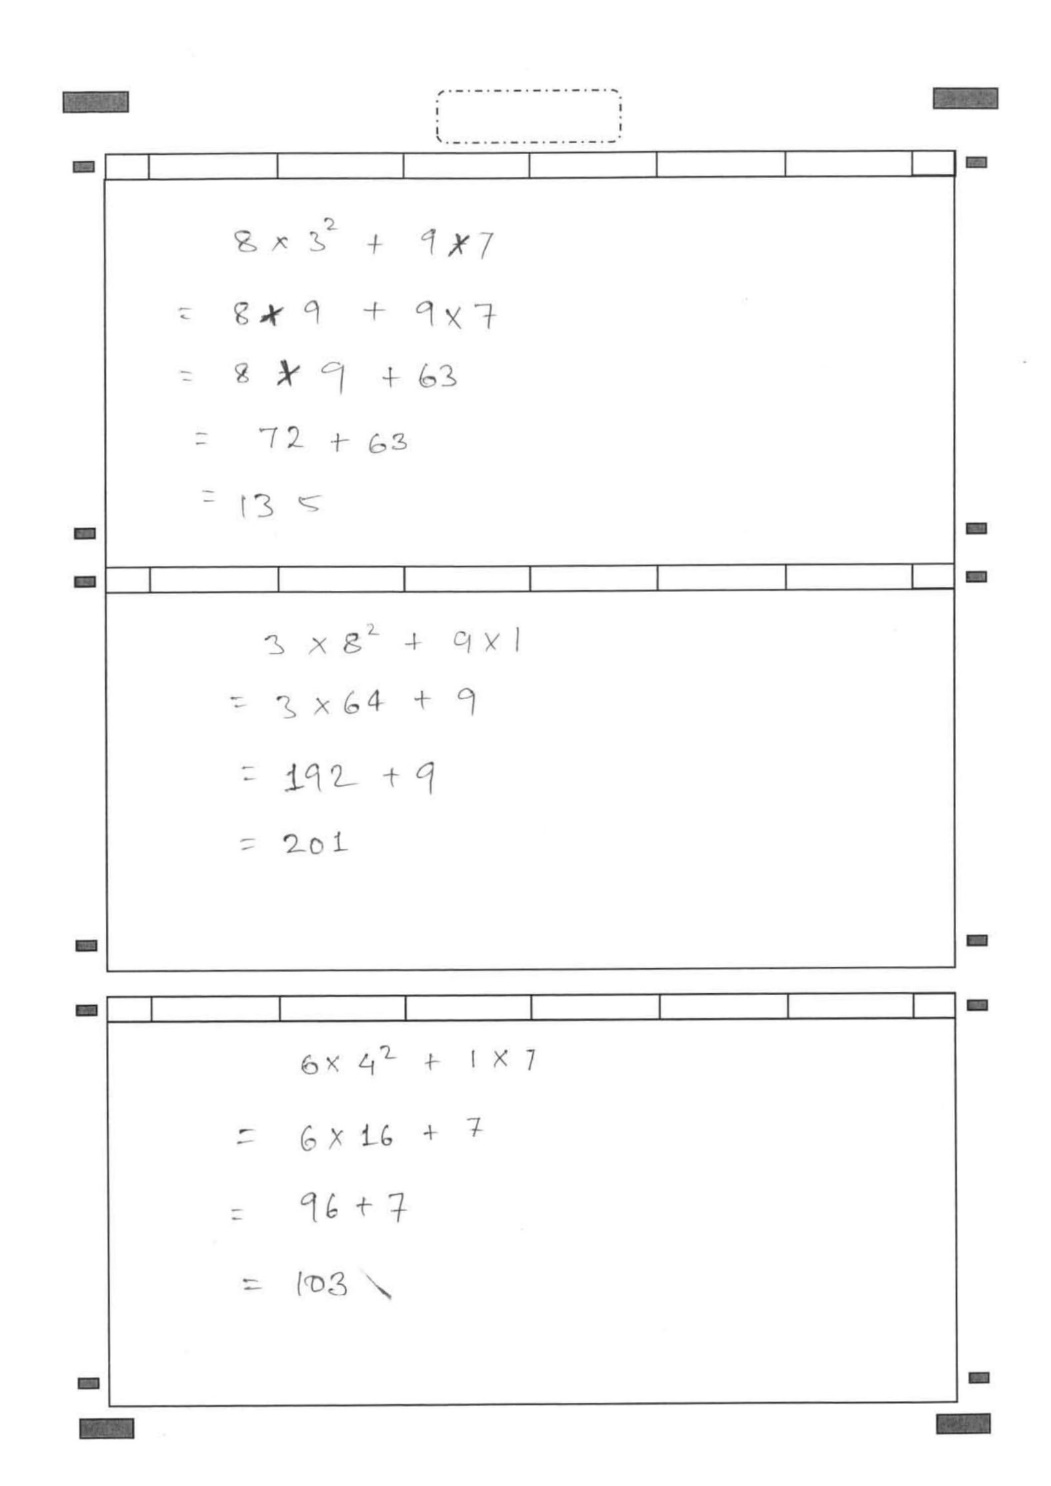 8 × 3² + 9 × 7
= 8 × 9 + 9 × 7
= 8 × 9 + 63
= 72 + 63
= 135
3 × 8² + 9 × 1
= 3 × 64 + 9
= 192 + 9
= 201
6 × 4² + 1 × 7
= 6 × 16 + 7
= 96 + 7
= 103